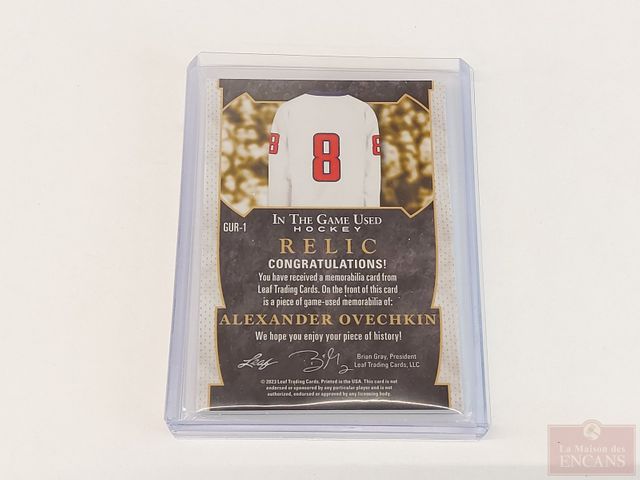 8
8
8
IN THE GAME USED
HOCKEY
GUR-1
RELIC
CONGRATULATIONS!
You have received a memorabilia card from
Leaf Trading Cards. On the front of this card
is a piece of game-used memorabilia of:
ALEXANDER OVECHKIN
We hope you enjoy your piece of history!
Leaf
Brian Gray, President
Leaf Trading Cards, LLC
© 2023 Leaf Trading Cards. Printed in the USA. This card is not
endorsed or sponsored by any particular player and is not
authorized, endorsed or approved by any licensing body.
La Maison des
ENCANS